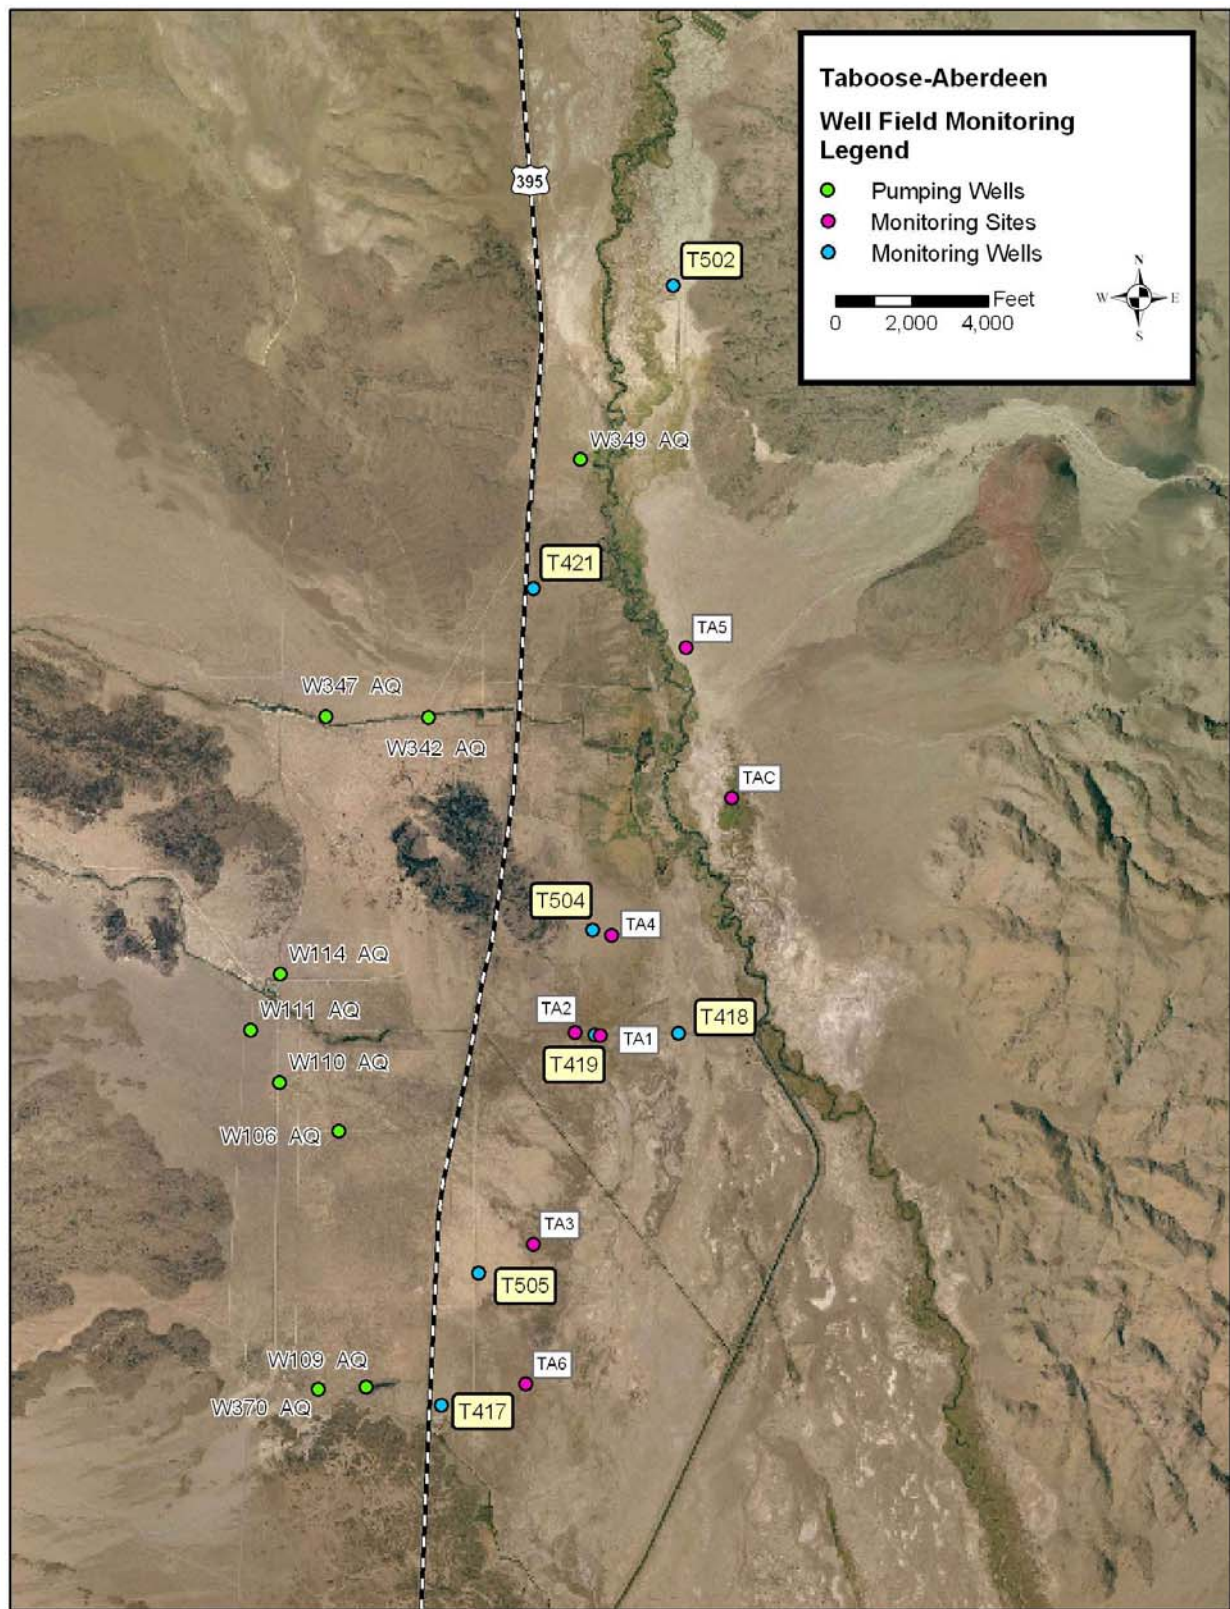 Taboose-Aberdeen
Well Field Monitoring
Legend
Pumping Wells
Monitoring Sites
Monitoring Wells
Feet
0 2,000 4,000
N
W E
S
395
T502
W349 AQ
T421
TA5
W347 AQ
W342 AQ
TAC
T504
TA4
W114 AQ
W111 AQ
TA2
T418
TA1
T419
W110 AQ
W106 AQ
TA3
T505
W109 AQ
TA6
W370 AQ
T417